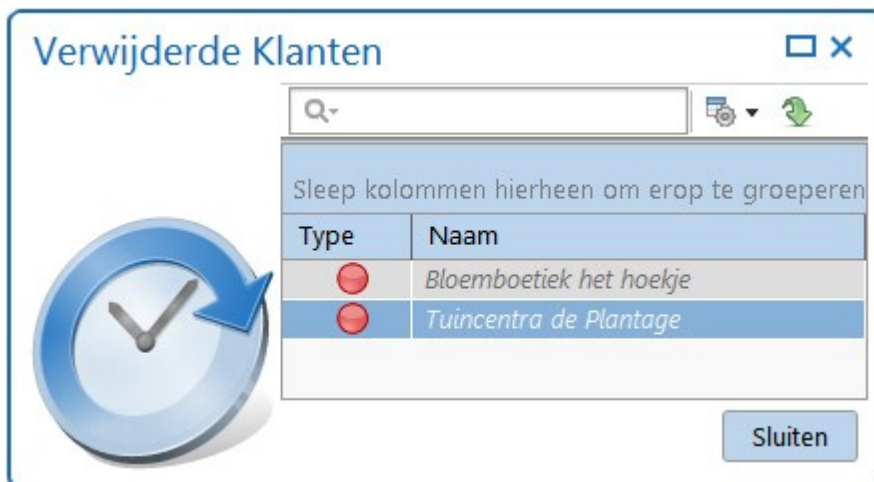 Verwijderde Klanten
Sleep kolommen hierheen om erop te groeperen
Type Naam
Bloemboetiek het hoekje
Tuincentra de Plantage
Sluiten